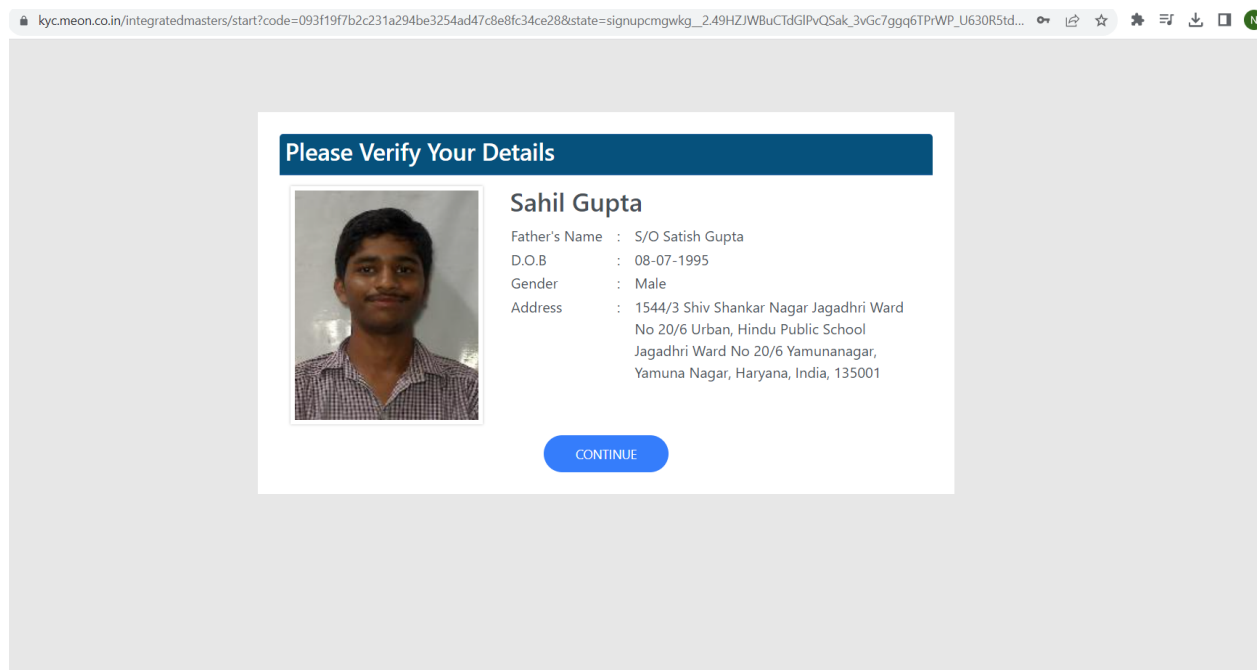 kyc.meon.co.in/integratedmasters/start?code=093f19f7b2c231a294be3254ad47c8e8fc34ce28&state=signupcmgwkg__2.49HZJWBuCTdGlPvQSak_3vGc7ggq6TPrWP_U630R5td...
N
Please Verify Your Details
Sahil Gupta
Father's Name : S/O Satish Gupta
D.O.B : 08-07-1995
Gender : Male
Address : 1544/3 Shiv Shankar Nagar Jagadhri Ward
No 20/6 Urban, Hindu Public School
Jagadhri Ward No 20/6 Yamunanagar,
Yamuna Nagar, Haryana, India, 135001
CONTINUE